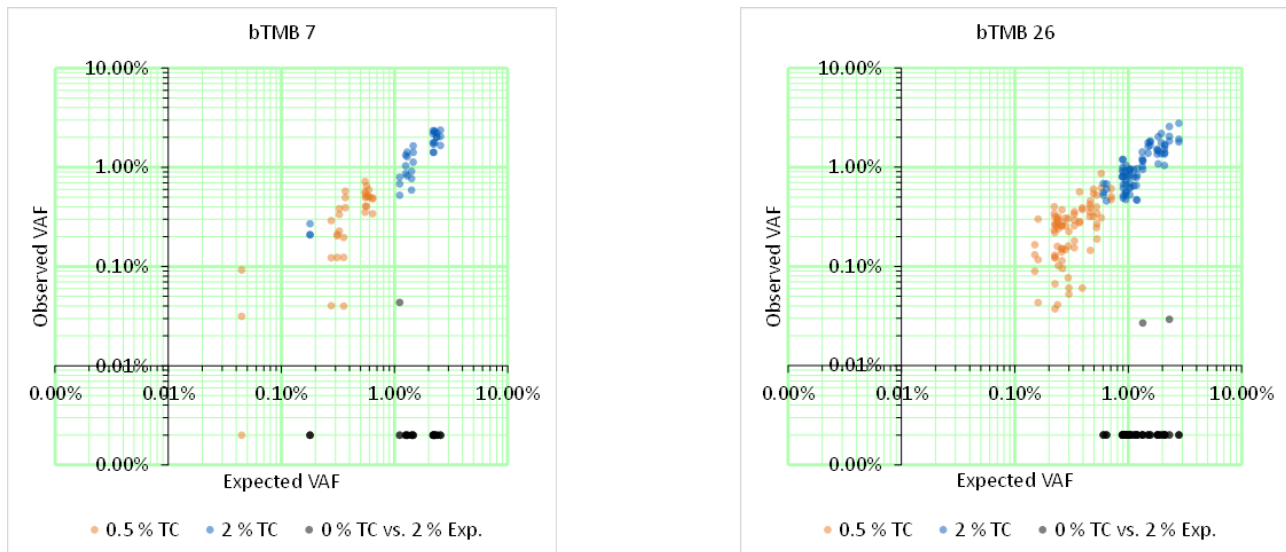 bTMB 7
10.00%
1.00%
0.10%
0.01%
0.00%
Observed VAF
0.00% 0.01% 0.10% 1.00% 10.00%
Expected VAF
0.5 % TC 2 % TC 0 % TC vs. 2 % Exp.
bTMB 26
10.00%
1.00%
0.10%
0.01%
0.00%
Observed VAF
0.00% 0.01% 0.10% 1.00% 10.00%
Expected VAF
0.5 % TC 2 % TC 0 % TC vs. 2 % Exp.